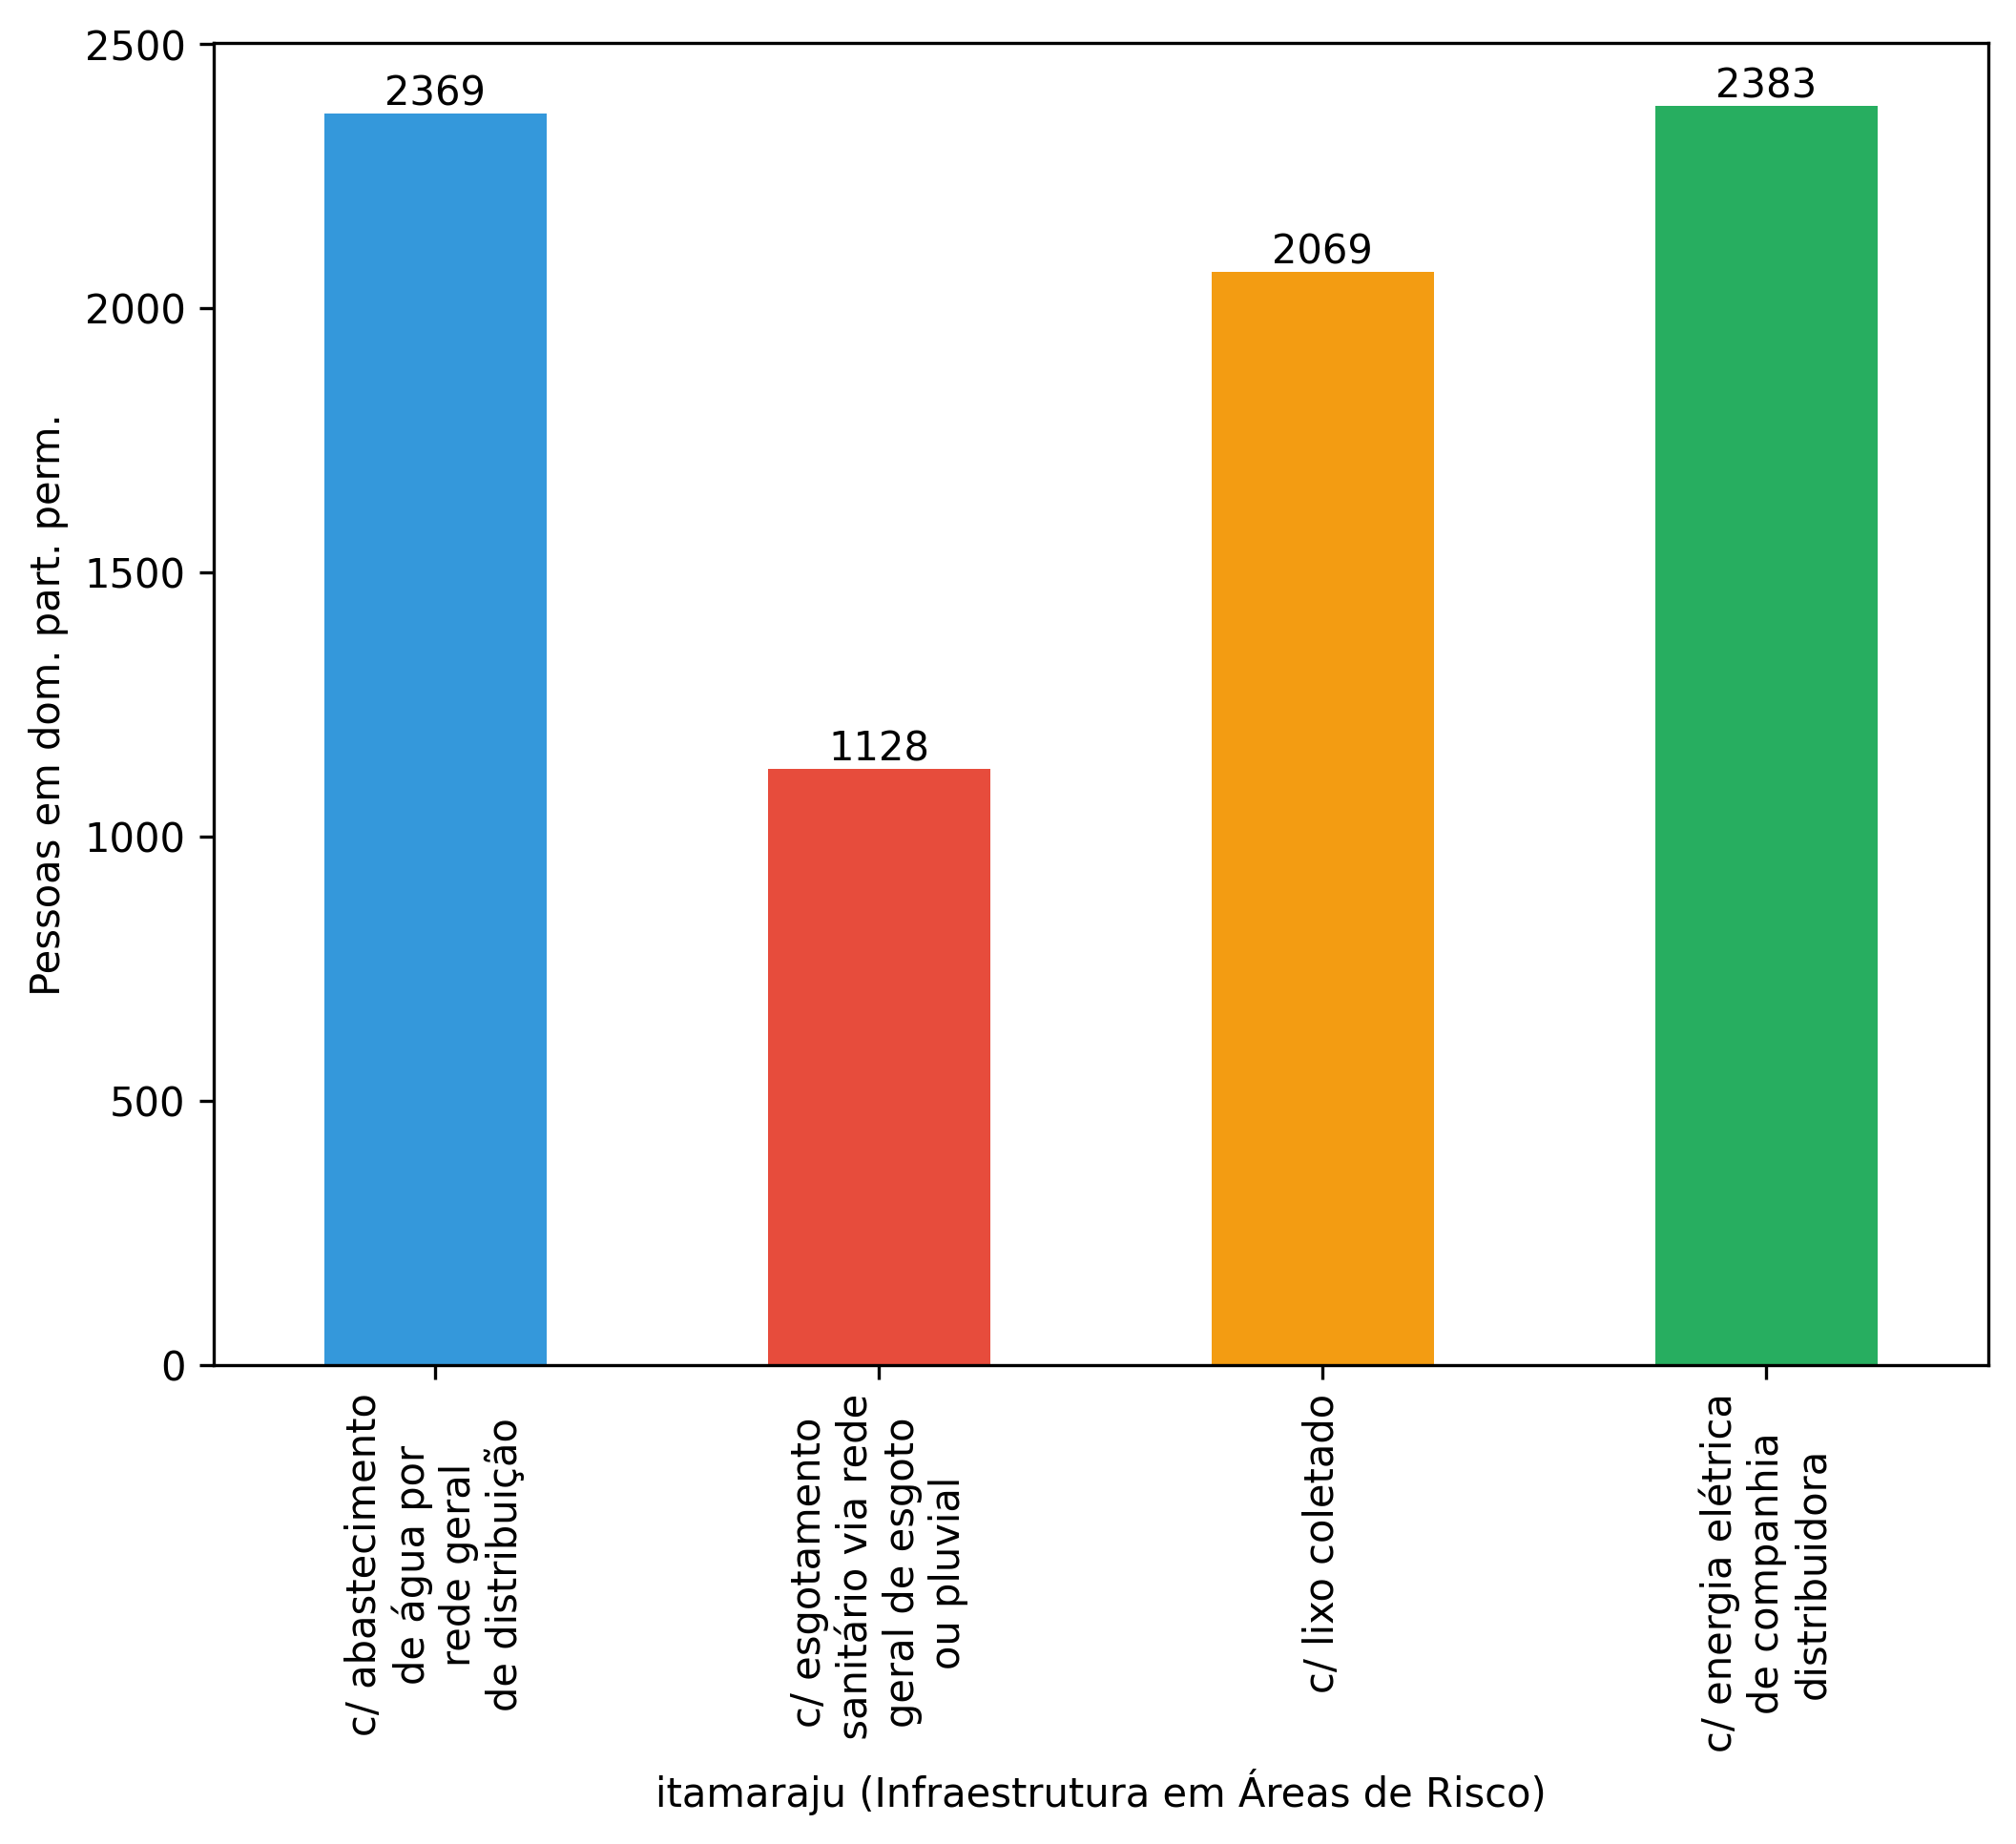 2500
2000
1500
1000
500
0
Pessoas em dom. part. perm.
2369
1128
2069
2383
c/ abastecimento
de água por
rede geral
de distribuição
c/ esgotamento
sanitário via rede
geral de esgoto
ou pluvial
c/ lixo coletado
c/ energia elétrica
de companhia
distribuidora
itamaraju (Infraestrutura em Áreas de Risco)